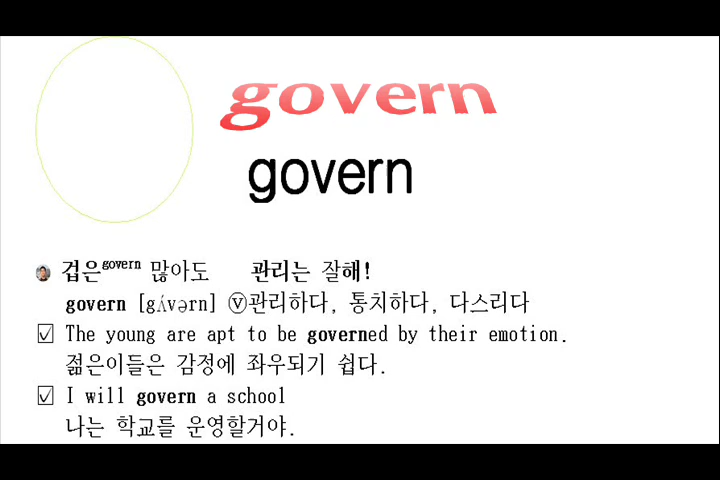 govern
govern
겁은govern 많아도 관리는 잘해!
govern [gʎvərn] ⓥ관리하다, 통치하다, 다스리다
☑ The young are apt to be governed by their emotion.
젊은이들은 감정에 좌우되기 쉽다.
☑ I will govern a school
나는 학교를 운영할거야.